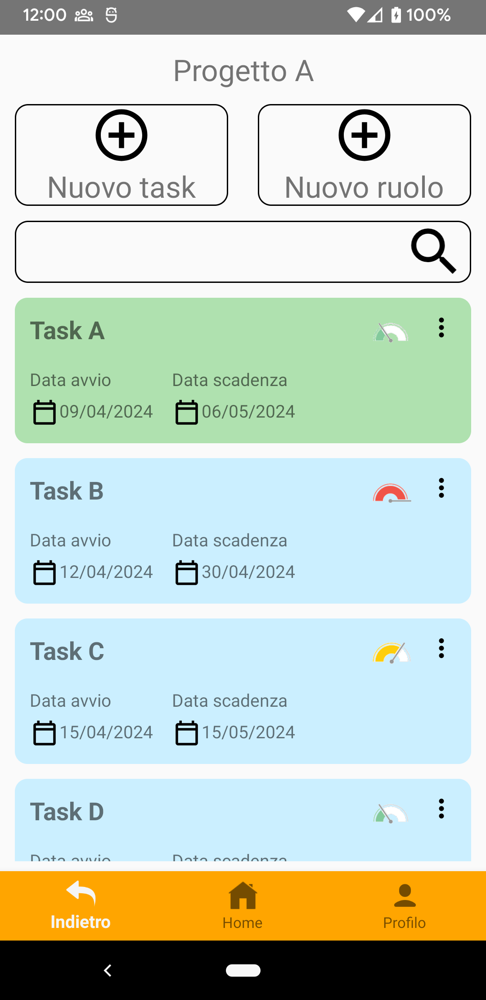 12:00 100%
Progetto A
Nuovo task Nuovo ruolo
Task A
Data avvio Data scadenza
09/04/2024 06/05/2024
Task B
Data avvio Data scadenza
12/04/2024 30/04/2024
Task C
Data avvio Data scadenza
15/04/2024 15/05/2024
Task D
Data avvio Data scadenza
Indietro Home Profilo